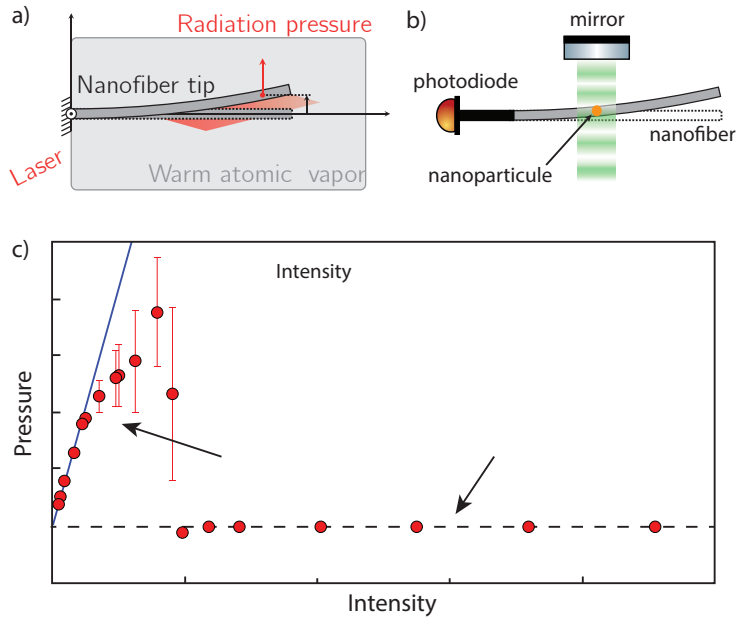 a)
Radiation pressure
Nanofiber tip
Laser
Warm atomic vapor
b)
mirror
photodiode
nanofiber
nanoparticule
c)
Intensity
Pressure
Intensity